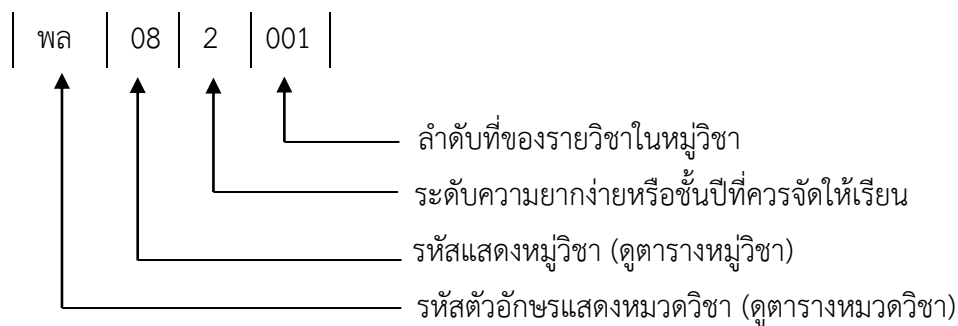 พล 08 2 001
ลำดับที่ของรายวิชาในหมู่วิชา
ระดับความยากง่ายหรือชั้นปีที่ควรจัดให้เรียน
รหัสแสดงหมู่วิชา (ดูตารางหมู่วิชา)
รหัสตัวอักษรแสดงหมวดวิชา (ดูตารางหมวดวิชา)